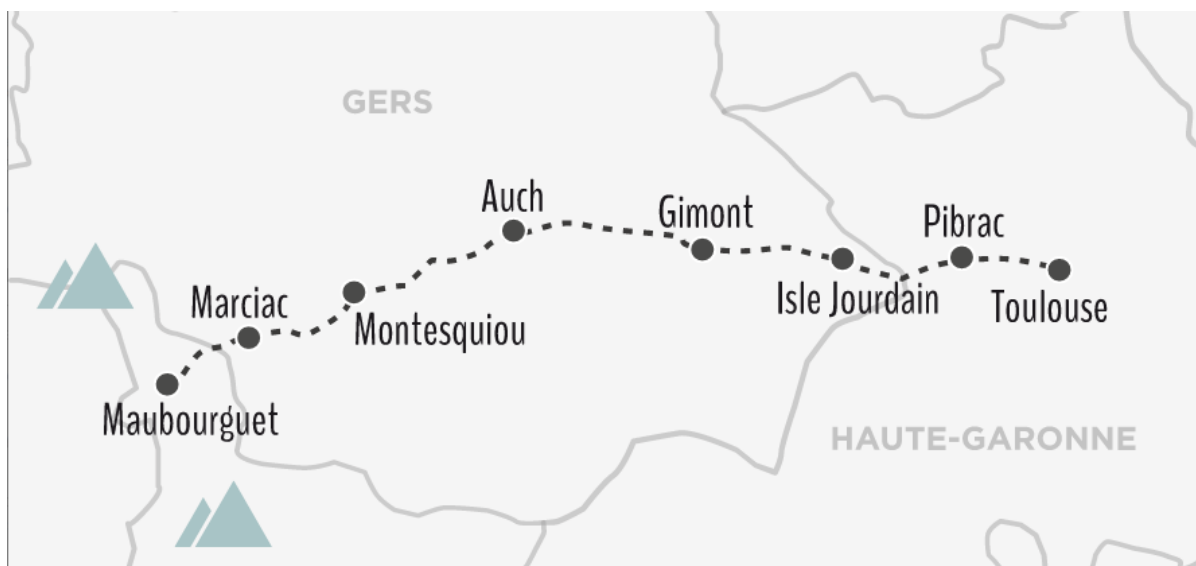 GERS
Auch
Gimont
Pibrac
Isle Jourdain
Toulouse
Marciac
Montesquiou
Maubourguet
HAUTE-GARONNE